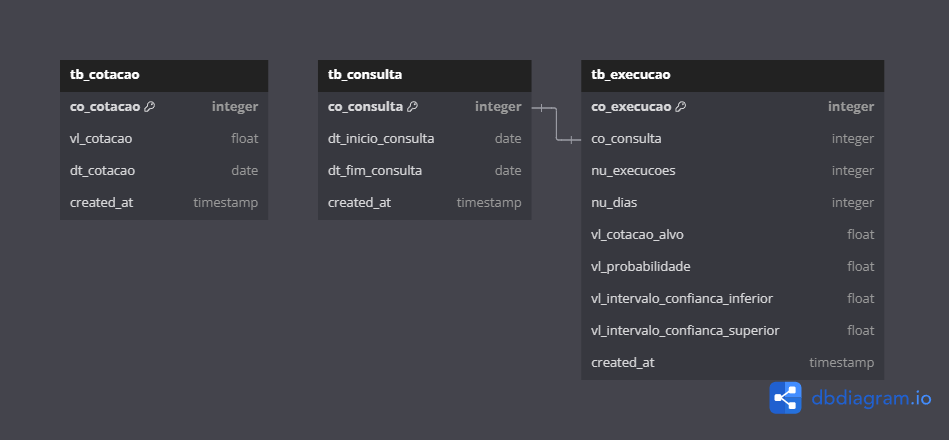 tb_cotacao
co_cotacao integer
vl_cotacao float
dt_cotacao date
created_at timestamp
tb_consulta
co_consulta integer
dt_inicio_consulta date
dt_fim_consulta date
created_at timestamp
tb_execucao
co_execucao integer
co_consulta integer
nu_execucoes integer
nu_dias integer
vl_cotacao_alvo float
vl_probabilidade float
vl_intervalo_confianca_inferior float
vl_intervalo_confianca_superior float
created_at timestamp
dbdiagram.io